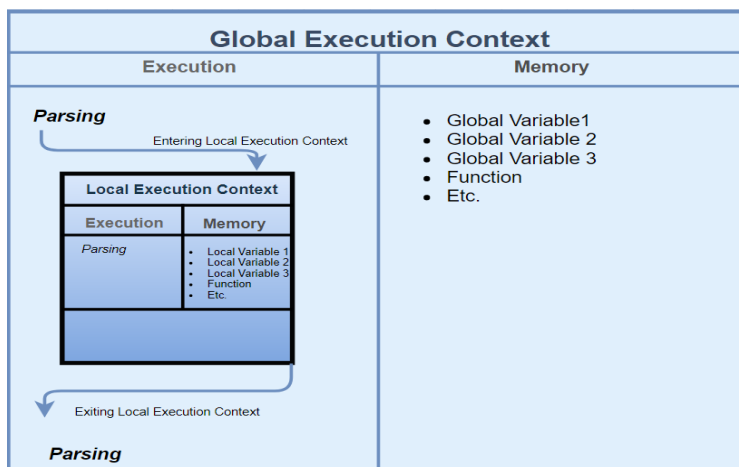 Global Execution Context
Execution
Memory
Parsing
Entering Local Execution Context
Local Execution Context
Execution
Memory
Parsing
• Local Variable 1
• Local Variable 2
• Local Variable 3
• Function
• Etc.
Exiting Local Execution Context
Parsing
• Global Variable1
• Global Variable 2
• Global Variable 3
• Function
• Etc.